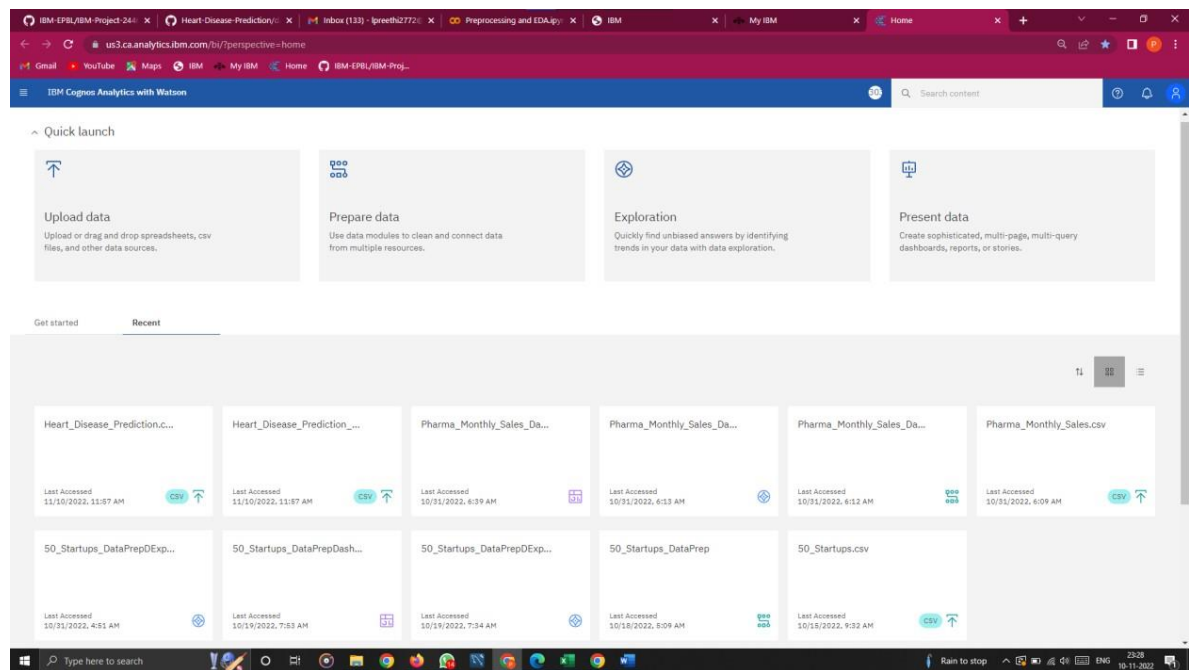 IBM-EPBL/IBM-Project-244
Heart-Disease-Prediction/
Inbox (133) - lpreethi2772
Preprocessing and EDA.ipy
IBM
My IBM
Home
us3.ca.analytics.ibm.com/bi/?perspective=home
P
Gmail
YouTube
Maps
IBM
My IBM
Home
IBM-EPBL/IBM-Proj...
IBM Cognos Analytics with Watson
Search content
Quick launch
Upload data
Upload or drag and drop spreadsheets, csv
files, and other data sources.
Prepare data
Use data modules to clean and connect data
from multiple resources.
Exploration
Quickly find unbiased answers by identifying
trends in your data with data exploration.
Present data
Create sophisticated, multi-page, multi-query
dashboards, reports, or stories.
Get started
Recent
Heart_Disease_Prediction.c...
Last Accessed
11/10/2022, 11:57 AM
CSV
Heart_Disease_Prediction_...
Last Accessed
11/10/2022, 11:57 AM
CSV
Pharma_Monthly_Sales_Da...
Last Accessed
10/31/2022, 6:39 AM
Pharma_Monthly_Sales_Da...
Last Accessed
10/31/2022, 6:13 AM
Pharma_Monthly_Sales_Da...
Last Accessed
10/31/2022, 6:12 AM
Pharma_Monthly_Sales.csv
Last Accessed
10/31/2022, 6:09 AM
CSV
50_Startups_DataPrepDExp...
Last Accessed
10/31/2022, 4:51 AM
50_Startups_DataPrepDash...
Last Accessed
10/19/2022, 7:53 AM
50_Startups_DataPrepDExp...
Last Accessed
10/19/2022, 7:34 AM
50_Startups_DataPrep
Last Accessed
10/18/2022, 5:09 AM
50_Startups.csv
Last Accessed
10/15/2022, 9:32 AM
CSV
Type here to search
Rain to stop
ENG
23:28
10-11-2022